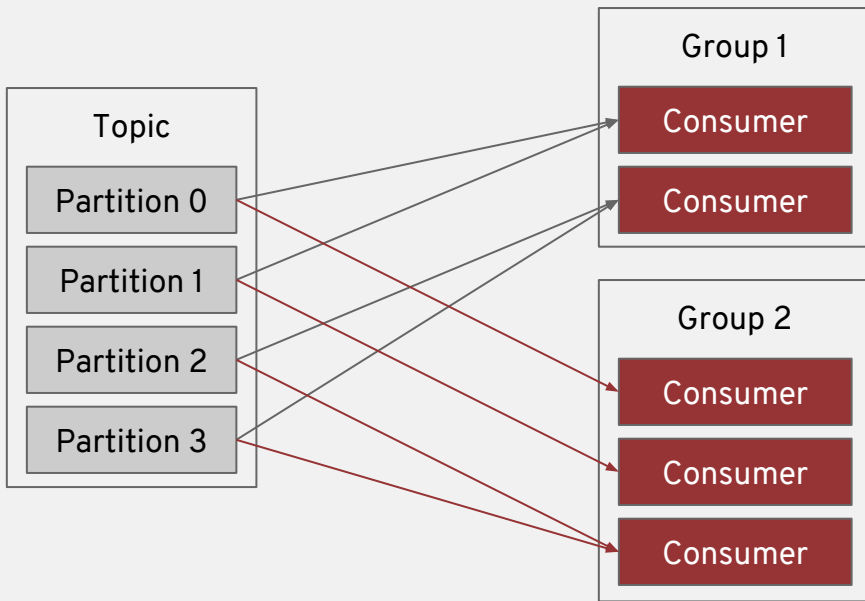 Topic
Partition 0
Partition 1
Partition 2
Partition 3
Group 1
Consumer
Consumer
Group 2
Consumer
Consumer
Consumer